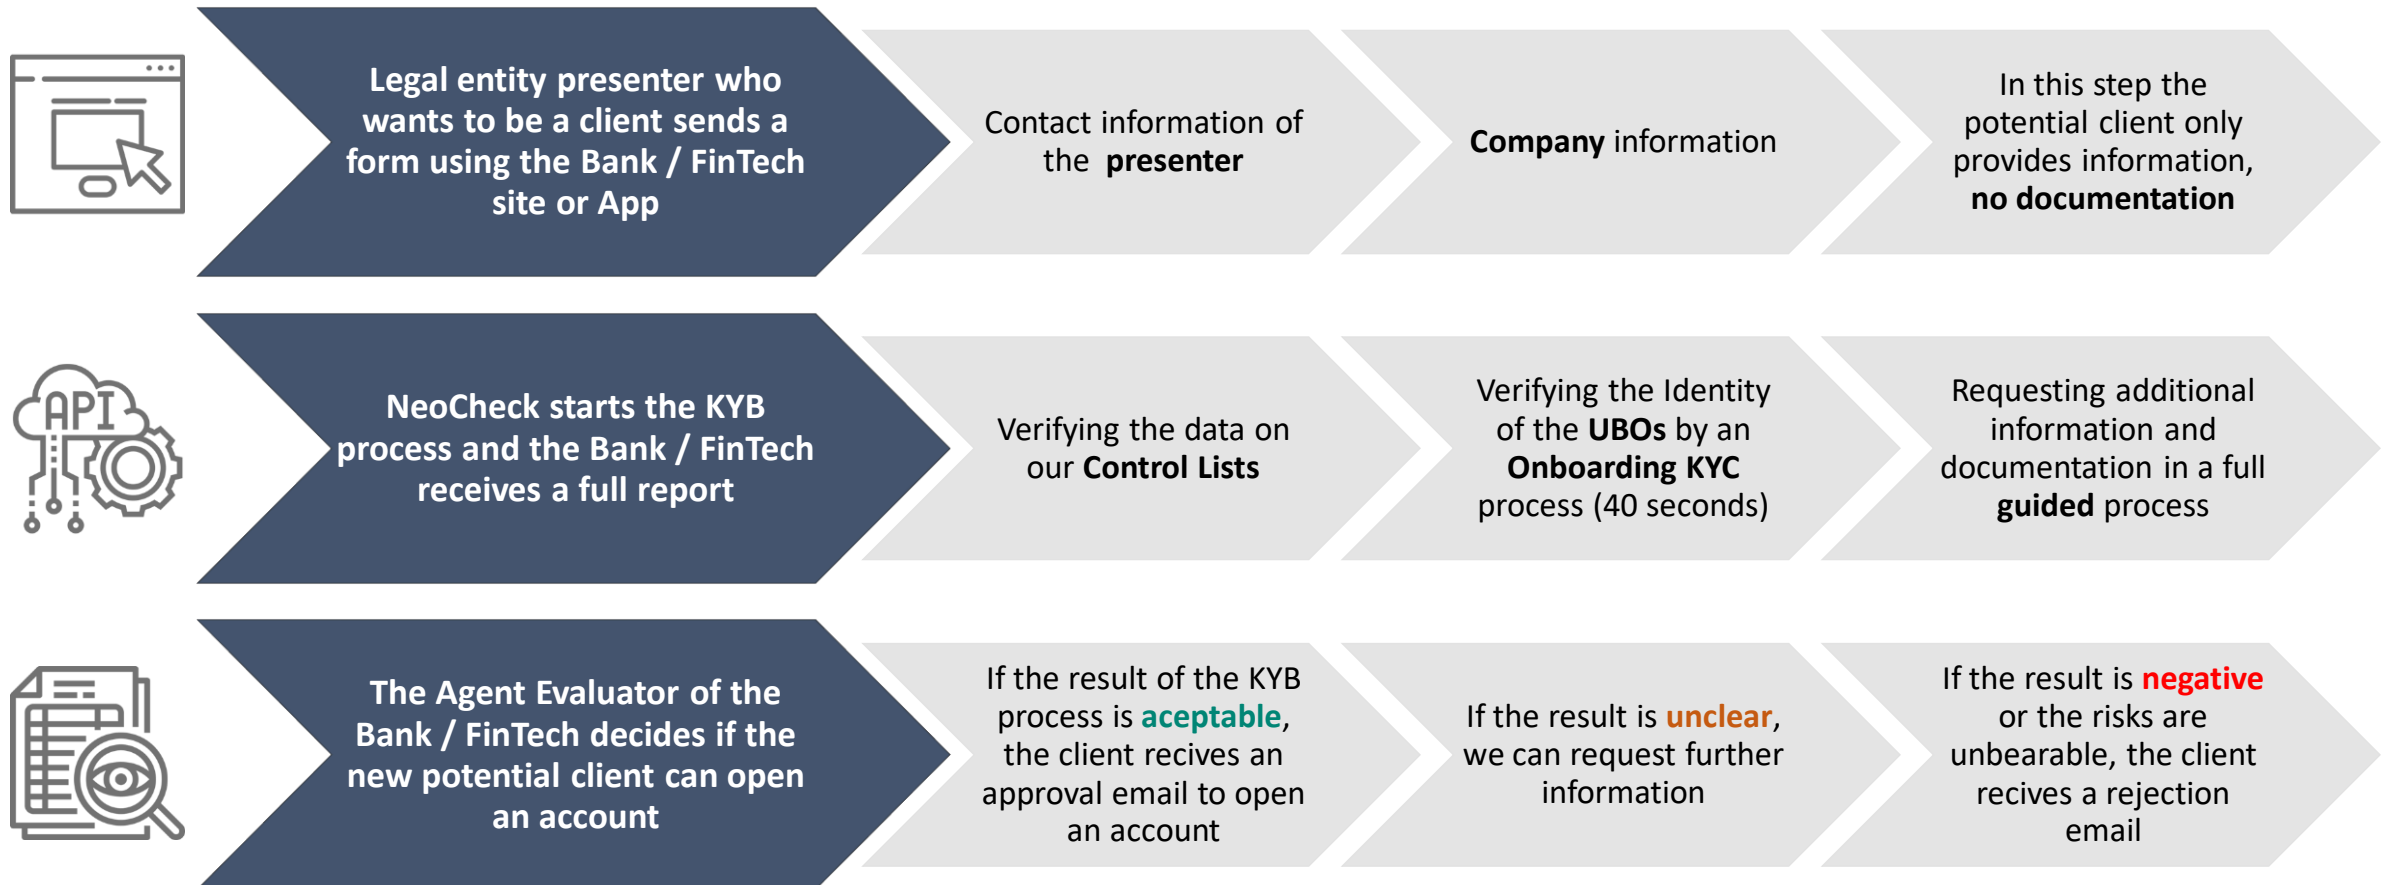 Legal entity presenter who
wants to be a client sends a
form using the Bank / FinTech
site or App
Contact information of
the presenter
Company information
In this step the
potential client only
provides information,
no documentation
API
NeoCheck starts the KYB
process and the Bank / FinTech
receives a full report
Verifying the data on
our Control Lists
Verifying the Identity
of the UBOs by an
Onboarding KYC
process (40 seconds)
Requesting additional
information and
documentation in a full
guided process
The Agent Evaluator of the
Bank / FinTech decides if the
new potential client can open
an account
If the result of the KYB
process is aceptable,
the client recives an
approval email to open
an account
If the result is unclear,
we can request further
information
If the result is negative
or the risks are
unbearable, the client
recives a rejection
email